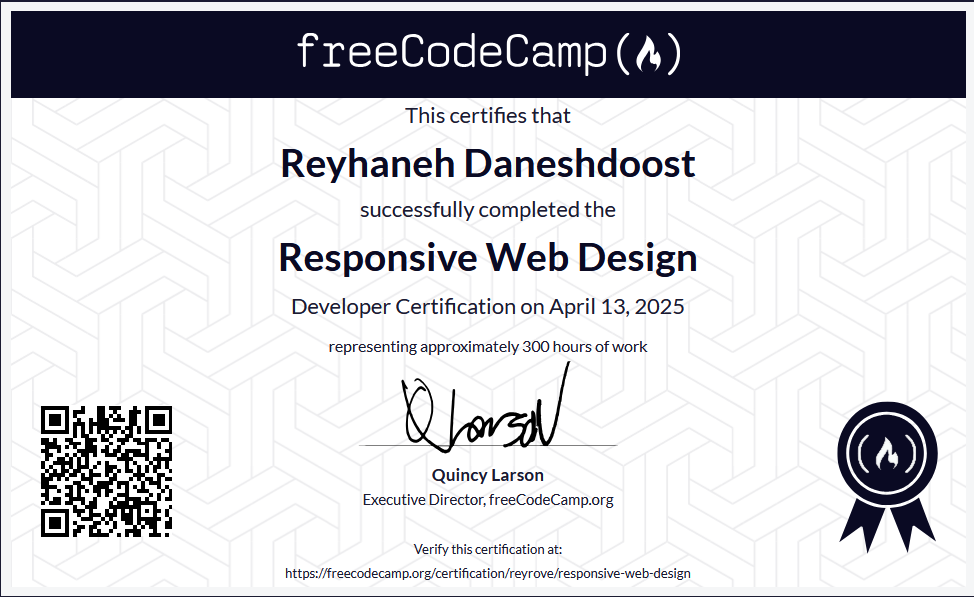 freeCodeCamp
This certifies that
Reyhaneh Daneshdoost
successfully completed the
Responsive Web Design
Developer Certification on April 13, 2025
representing approximately 300 hours of work
Quincy Larson
Executive Director, freeCodeCamp.org
Verify this certification at:
https://freecodecamp.org/certification/reyrove/responsive-web-design